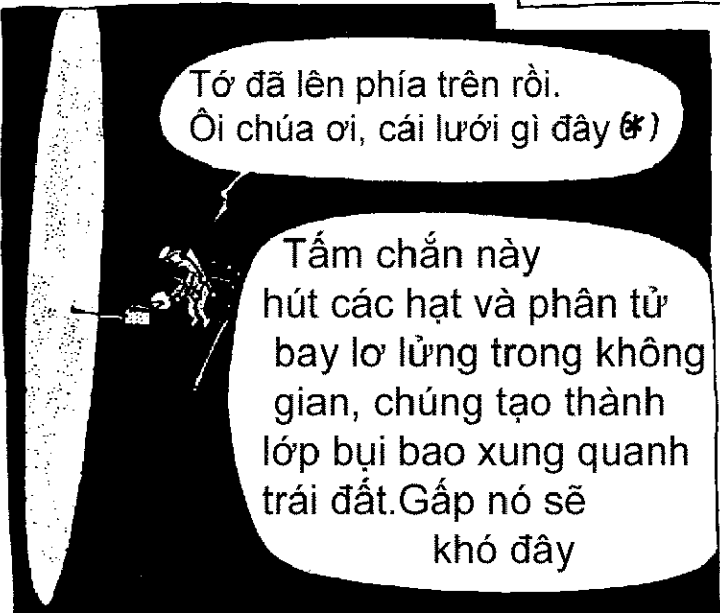 Tớ đã lên phía trên rồi.
Ôi chúa ơi, cái lưới gì đây (*)
Tấm chắn này
hút các hạt và phân tử
bay lơ lửng trong không
gian, chúng tạo thành
lớp bụi bao xung quanh
trái đất.Gấp nó sẽ
khó đây